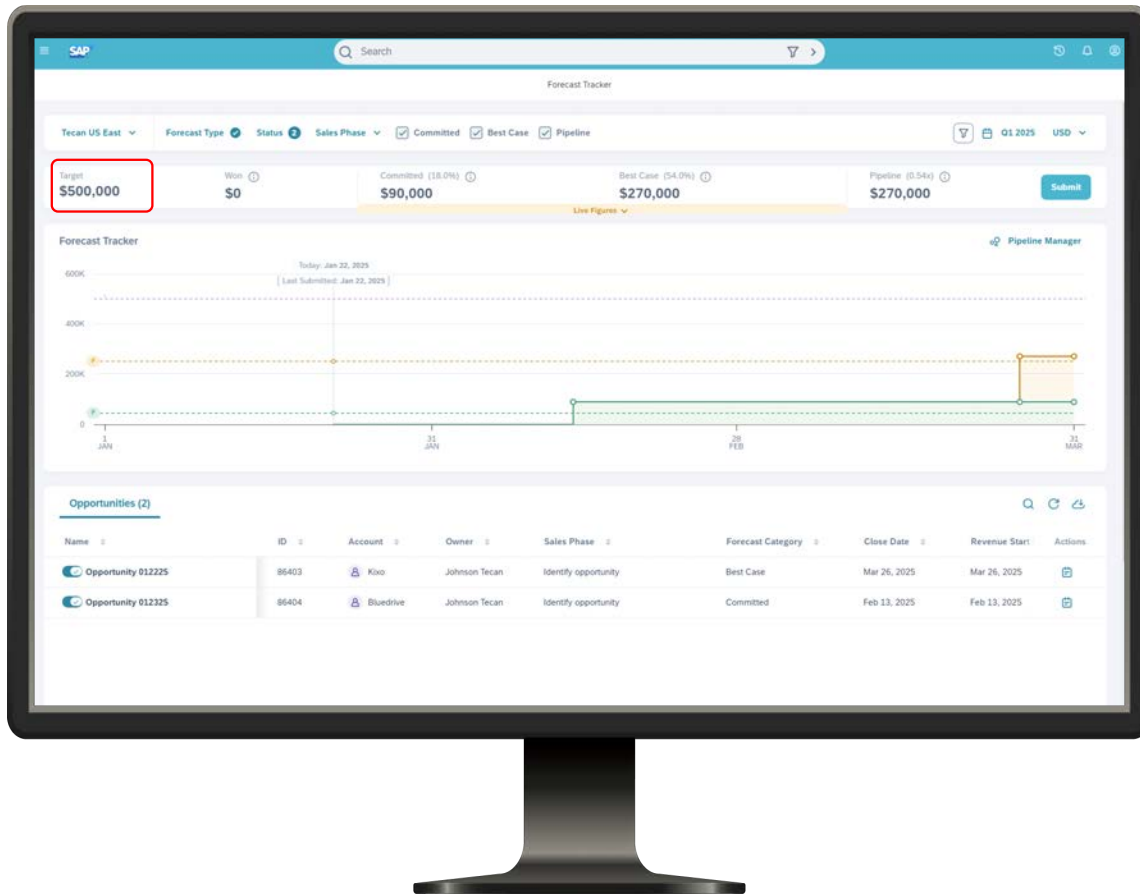 SAP
Search
Forecast Tracker
Tecan US East Forecast Type Status 2 Sales Phase Committed Best Case Pipeline Q1 2025 USD
Target Won Committed (18.0%) Best Case (54.0%) Pipeline (0.54x)
$500,000 $0 $90,000 $270,000 $270,000 Submit
Live Figures
Forecast Tracker Pipeline Manager
Today: Jan 22, 2025
[ Last Submitted: Jan 22, 2025 ]
600K
400K
200K
0
1 31 28 31
JAN JAN FEB MAR
Opportunities (2)
Name ID Account Owner Sales Phase Forecast Category Close Date Revenue Start Actions
Opportunity 012225 86403 Kixo Johnson Tecan Identify opportunity Best Case Mar 26, 2025 Mar 26, 2025
Opportunity 012325 86404 Bluedrive Johnson Tecan Identify opportunity Committed Feb 13, 2025 Feb 13, 2025